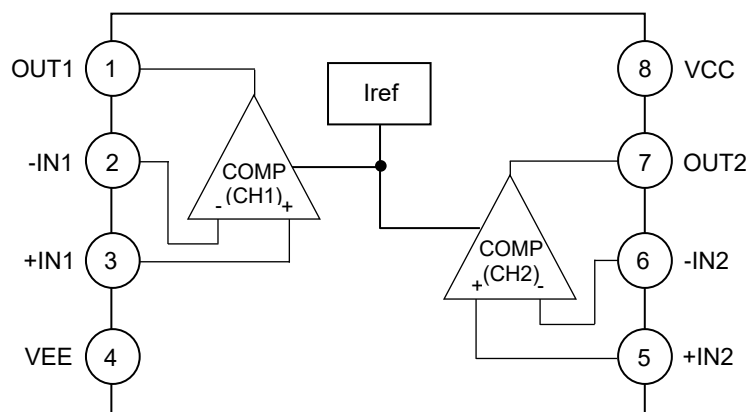 OUT1
1
-IN1
2
+IN1
3
VEE
4
COMP
(CH1)
- +
Iref
COMP
(CH2)
+ -
8
VCC
7
OUT2
6
-IN2
5
+IN2